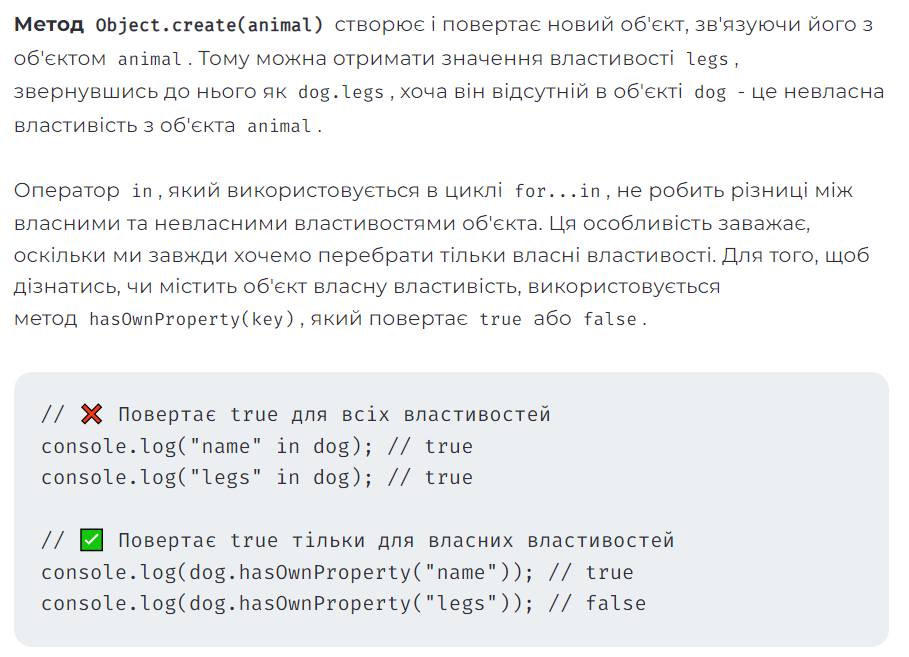 Метод Object.create(animal) створює і повертає новий об'єкт, зв'язуючи його з
об'єктом animal. Тому можна отримати значення властивості legs,
звернувшись до нього як dog.legs, хоча він відсутній в об'єкті dog - це невласна
властивість з об'єкта animal.
Оператор in, який використовується в циклі for...in, не робить різниці між
власними та невласними властивостями об'єкта. Ця особливість заважає,
оскільки ми завжди хочемо перебрати тільки власні властивості. Для того, щоб
дізнатись, чи містить об'єкт власну властивість, використовується
метод hasOwnProperty(key), який повертає true або false.
// ❌ Повертає true для всіх властивостей
console.log("name" in dog); // true
console.log("legs" in dog); // true
// ✅ Повертає true тільки для власних властивостей
console.log(dog.hasOwnProperty("name")); // true
console.log(dog.hasOwnProperty("legs")); // false